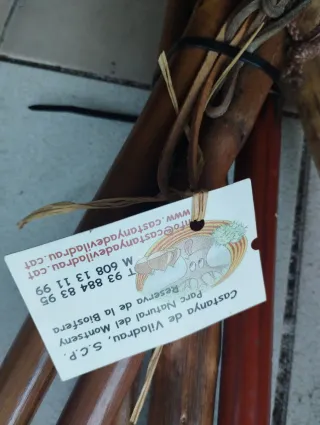 Castanya de Viladrau, S.C.P.
Parc Natural del Montseny
Reserva de la Biosfera
T 93 884 83 95
M 608 13 11 99
info@castanyadeviladrau.cat
www.castanyadeviladrau.cat